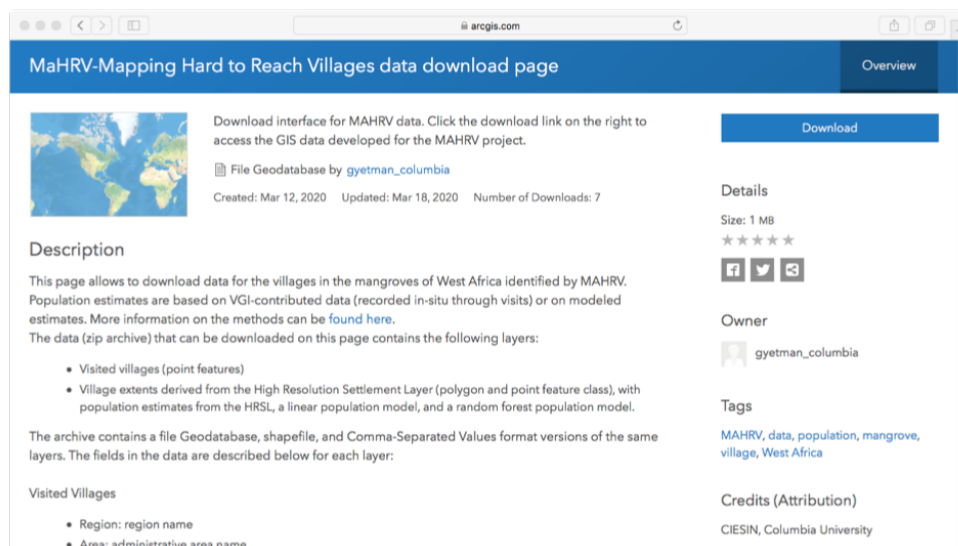 arcgis.com
MaHRV-Mapping Hard to Reach Villages data download page
Overview
Download interface for MAHRV data. Click the download link on the right to
access the GIS data developed for the MAHRV project.
File Geodatabase by gyetman_columbia
Created: Mar 12, 2020 Updated: Mar 18, 2020 Number of Downloads: 7
Description
This page allows to download data for the villages in the mangroves of West Africa identified by MAHRV.
Population estimates are based on VGI-contributed data (recorded in-situ through visits) or on modeled
estimates. More information on the methods can be found here.
The data (zip archive) that can be downloaded on this page contains the following layers:
• Visited villages (point features)
• Village extents derived from the High Resolution Settlement Layer (polygon and point feature class), with
population estimates from the HRSL, a linear population model, and a random forest population model.
The archive contains a file Geodatabase, shapefile, and Comma-Separated Values format versions of the same
layers. The fields in the data are described below for each layer:
Visited Villages
• Region: region name
• Area: administrative area name
Download
Details
Size: 1 MB
Owner
gyetman_columbia
Tags
MAHRV, data, population, mangrove,
village, West Africa
Credits (Attribution)
CIESIN, Columbia University